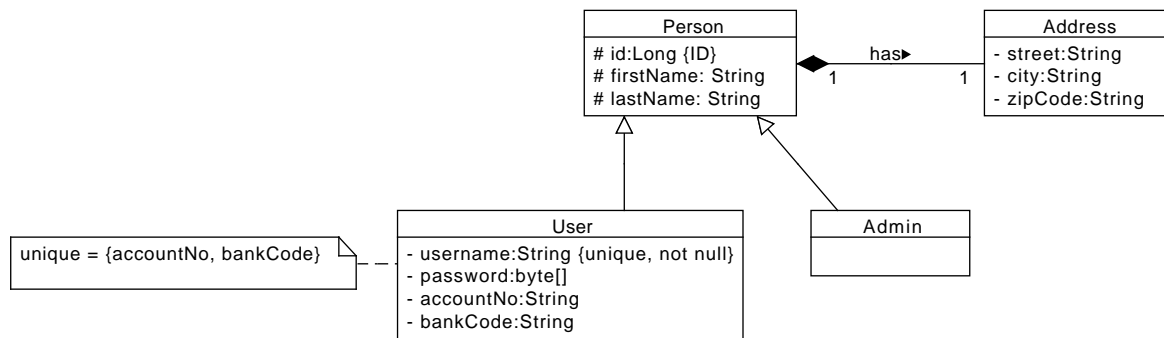 Person
# id:Long {ID}
# firstName: String
# lastName: String
has▶
1
1
Address
- street:String
- city:String
- zipCode:String
unique = {accountNo, bankCode}
User
- username:String {unique, not null}
- password:byte[]
- accountNo:String
- bankCode:String
Admin